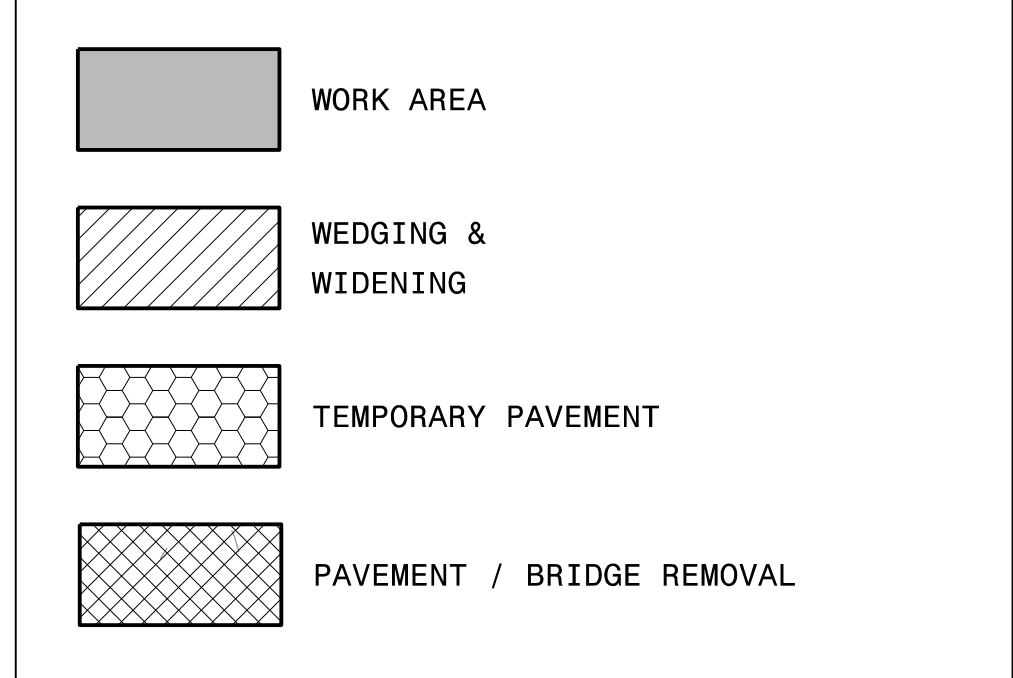 WORK AREA
WEDGING &
WIDENING
TEMPORARY PAVEMENT
PAVEMENT / BRIDGE REMOVAL